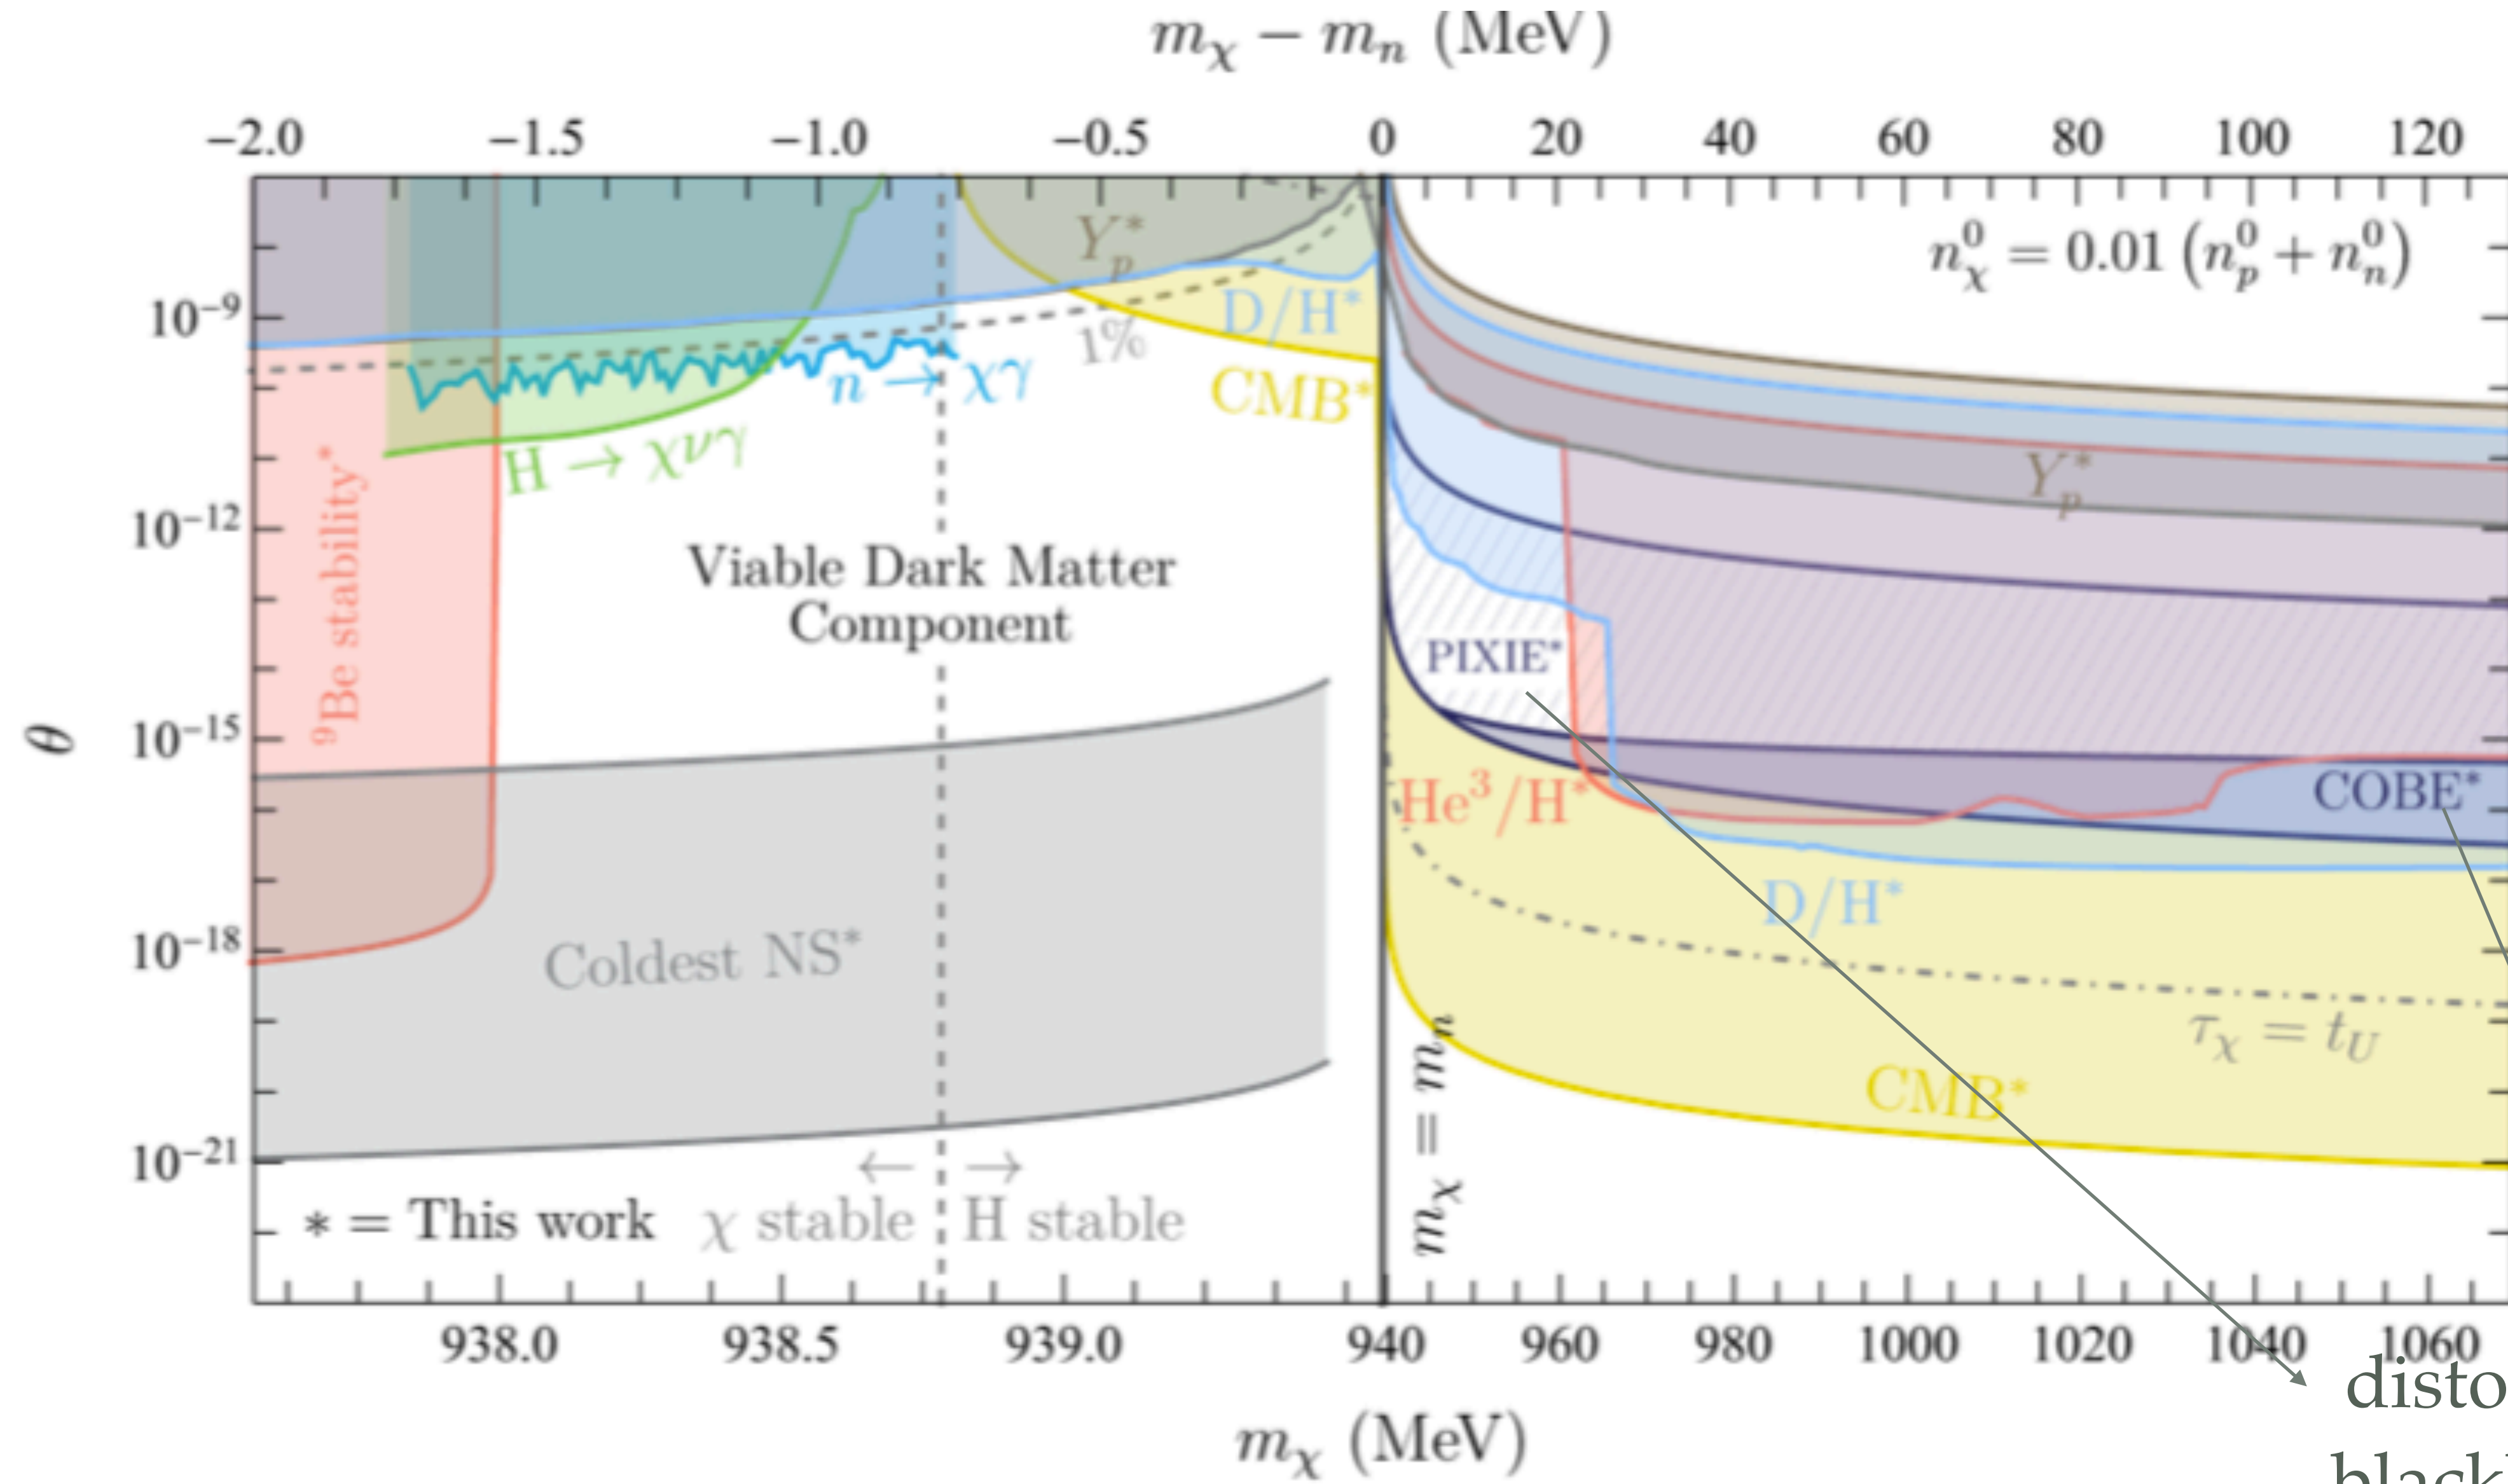 m_χ − m_n (MeV)
−2.0 −1.5 −1.0 −0.5 0 20 40 60 80 100 120
n_χ^0 = 0.01 (n_p^0 + n_n^0)
Y_p^*
D/H*
1%
10^−9
n → χγ
CMB*
H → χνγ
Y_p^*
10^−12
⁹Be stability*
Viable Dark Matter
Component
PIXIE*
10^−15
θ
He³/H*
COBE*
D/H*
10^−18
Coldest NS*
τ_χ = t_U
CMB*
m_χ = m_n
10^−21
← →
* = This work χ stable H stable
938.0 938.5 939.0 940 960 980 1000 1020 1040 1060
m_χ (MeV)
disto
black